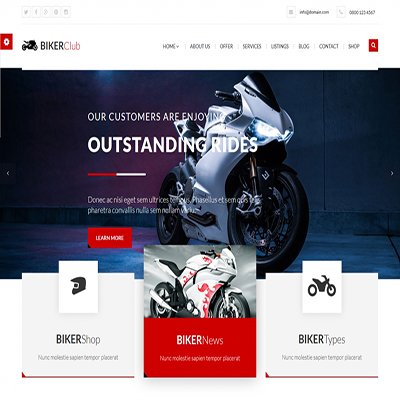 info@domain.com
0800 123 4567
BIKERClub
HOME
ABOUT US
OFFER
SERVICES
LISTINGS
BLOG
CONTACT
SHOP
OUR CUSTOMERS ARE ENJOYING
OUTSTANDING RIDES
Donec ac nisi eget sem ultrices tempus. Phasellus et sem quis
pharetra convallis nulla sem nellam varius.
LEARN MORE
BIKERShop
Nunc molestie sapien tempor placerat
BIKERNews
Nunc molestie sapien tempor placerat
BIKERTypes
Nunc molestie sapien tempor placerat